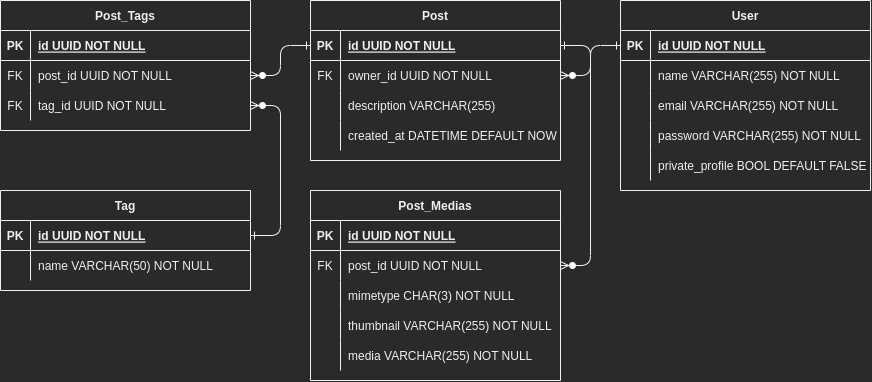 Post_Tags
PK id UUID NOT NULL
FK post_id UUID NOT NULL
FK tag_id UUID NOT NULL
Post
PK id UUID NOT NULL
FK owner_id UUID NOT NULL
description VARCHAR(255)
created_at DATETIME DEFAULT NOW
User
PK id UUID NOT NULL
name VARCHAR(255) NOT NULL
email VARCHAR(255) NOT NULL
password VARCHAR(255) NOT NULL
private_profile BOOL DEFAULT FALSE
Tag
PK id UUID NOT NULL
name VARCHAR(50) NOT NULL
Post_Medias
PK id UUID NOT NULL
FK post_id UUID NOT NULL
mimetype CHAR(3) NOT NULL
thumbnail VARCHAR(255) NOT NULL
media VARCHAR(255) NOT NULL